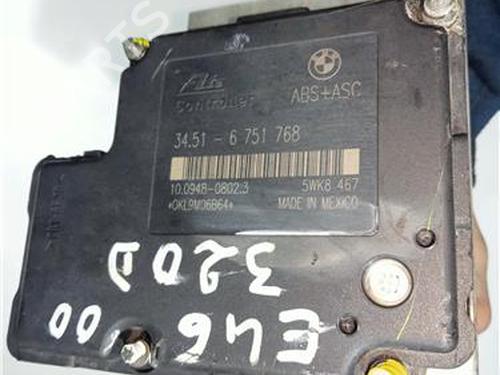 Ate
Controller
ABS+ASC
34.51 - 6 751 768
10.0948-0802.3
5WK8 467
*OKL9M06B64*
MADE IN MEXICO
320D
E46
00